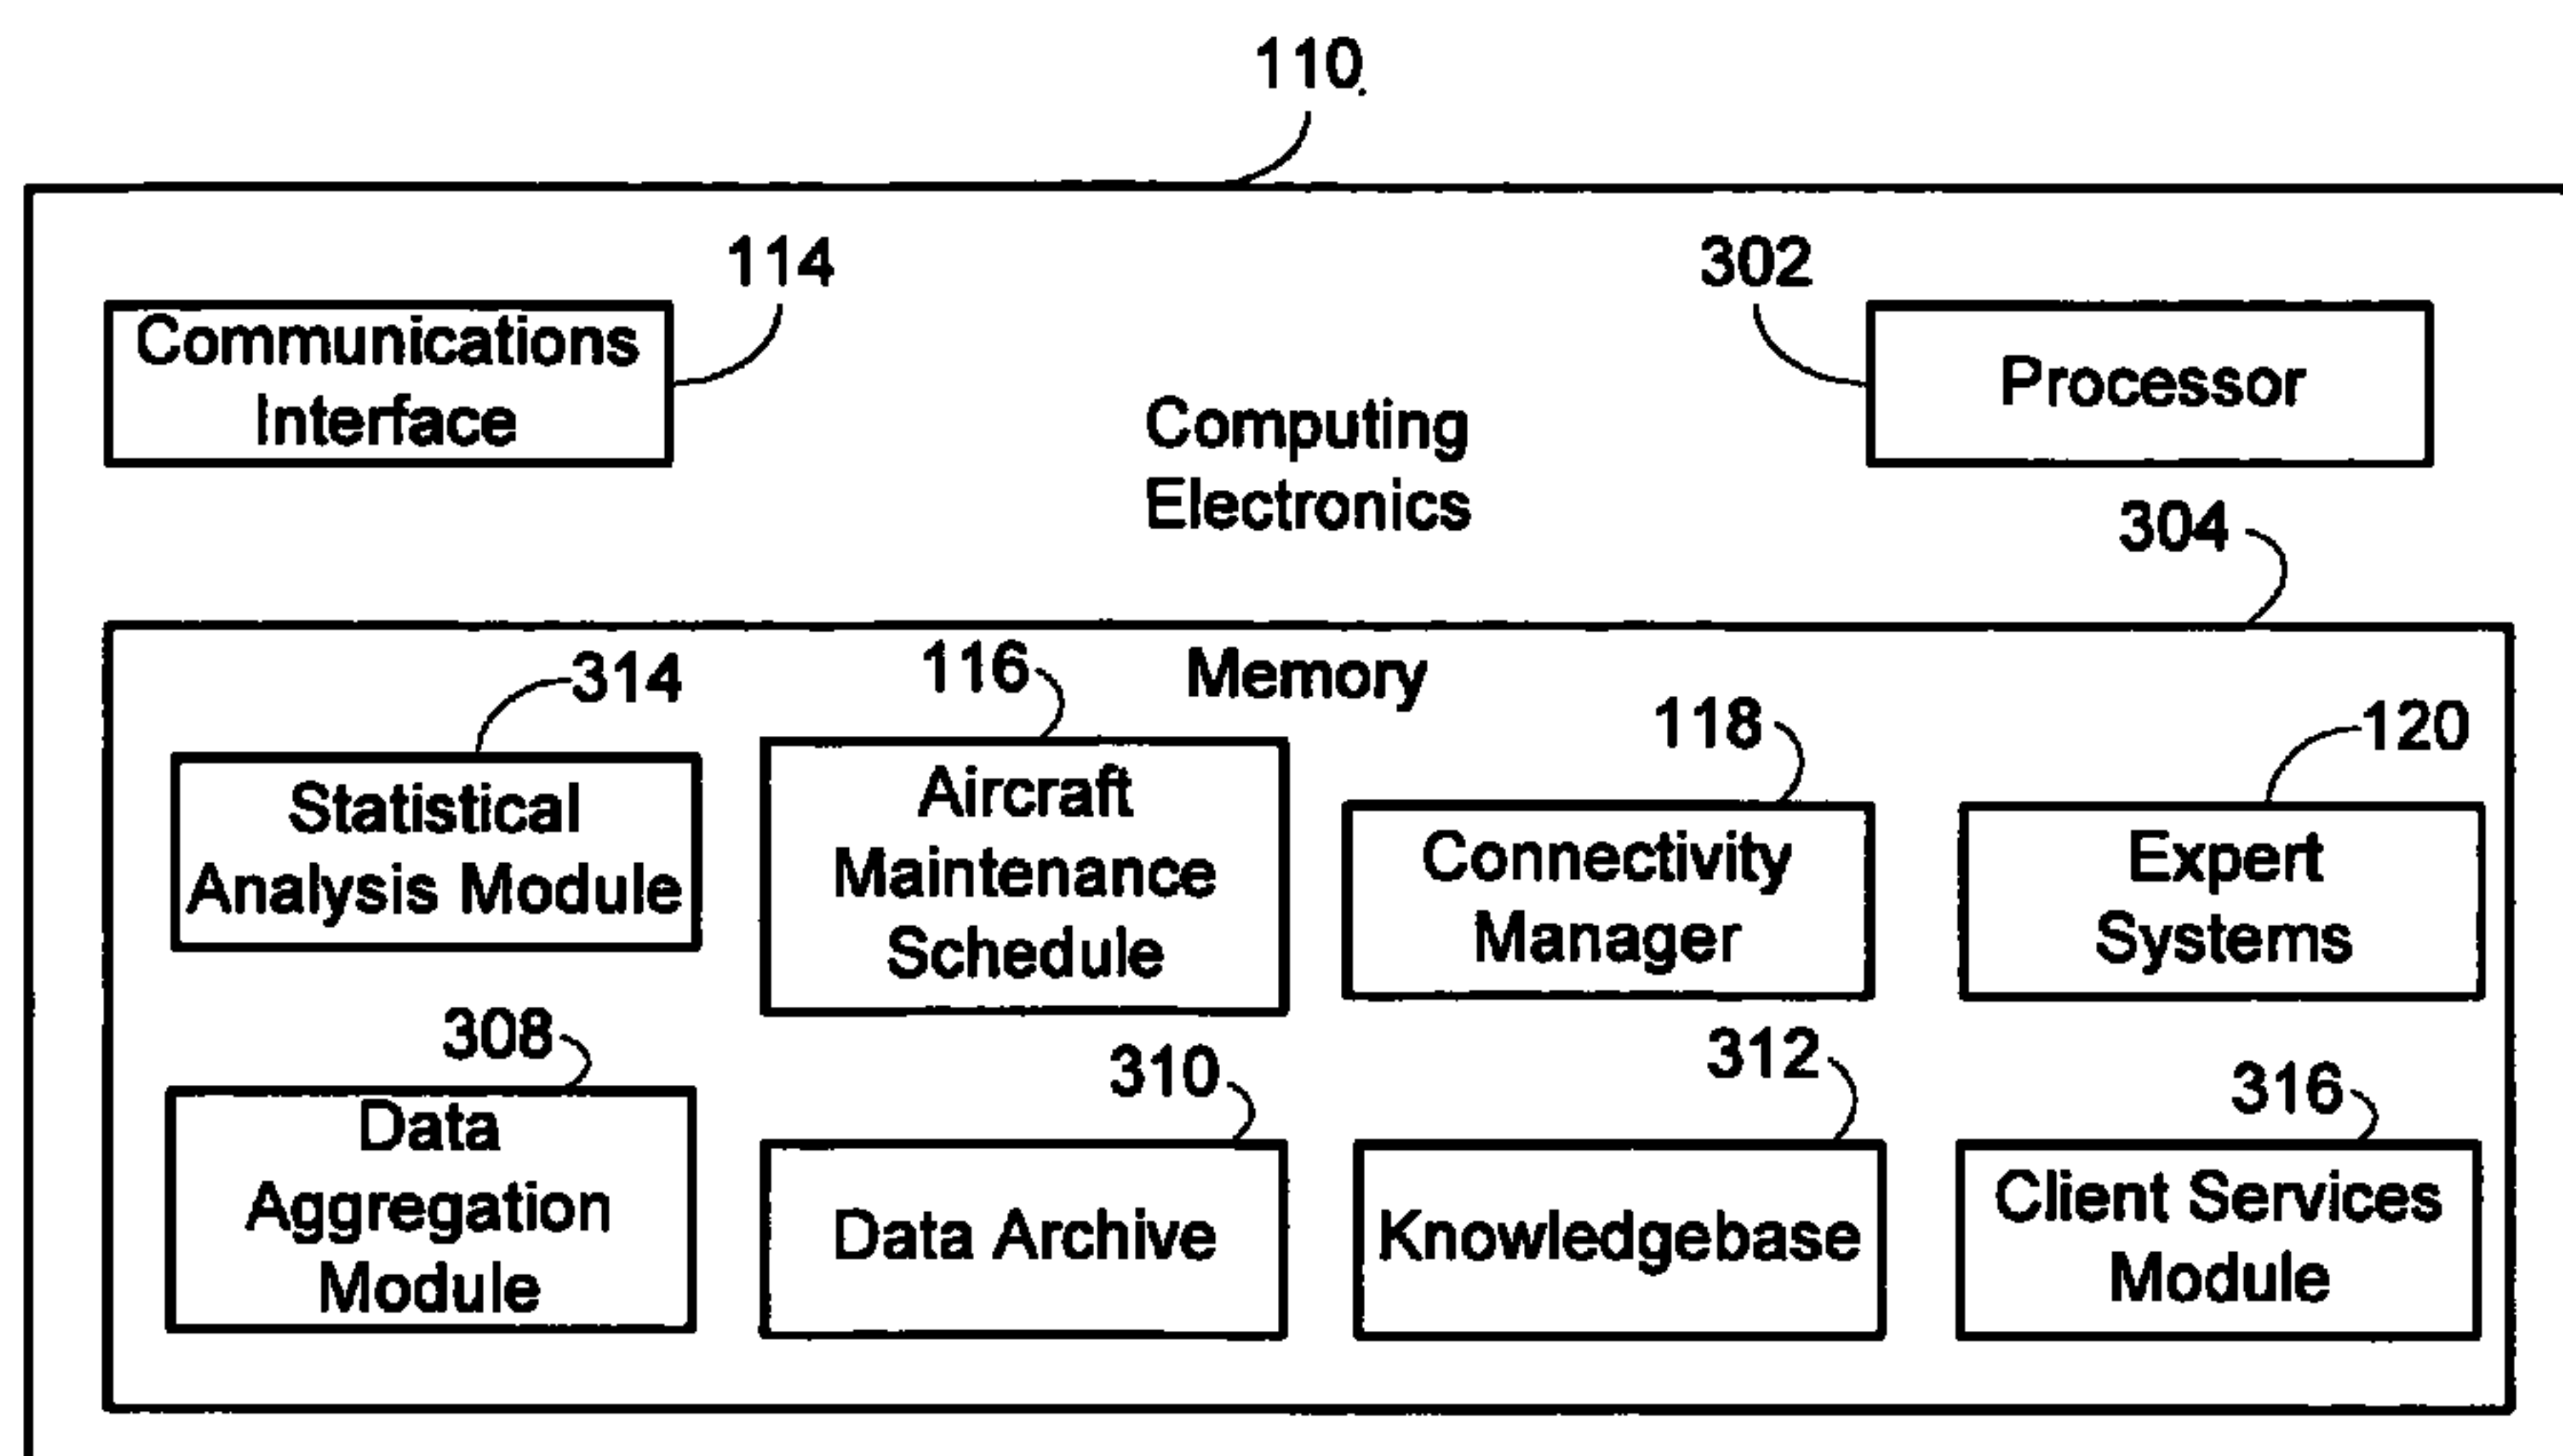 110
114
302
Communications
Interface
Processor
Computing
Electronics
304
Memory
314
116
118
120
Statistical
Analysis Module
Aircraft
Maintenance
Schedule
Connectivity
Manager
Expert
Systems
308
310
312
316
Data
Aggregation
Module
Data Archive
Knowledgebase
Client Services
Module